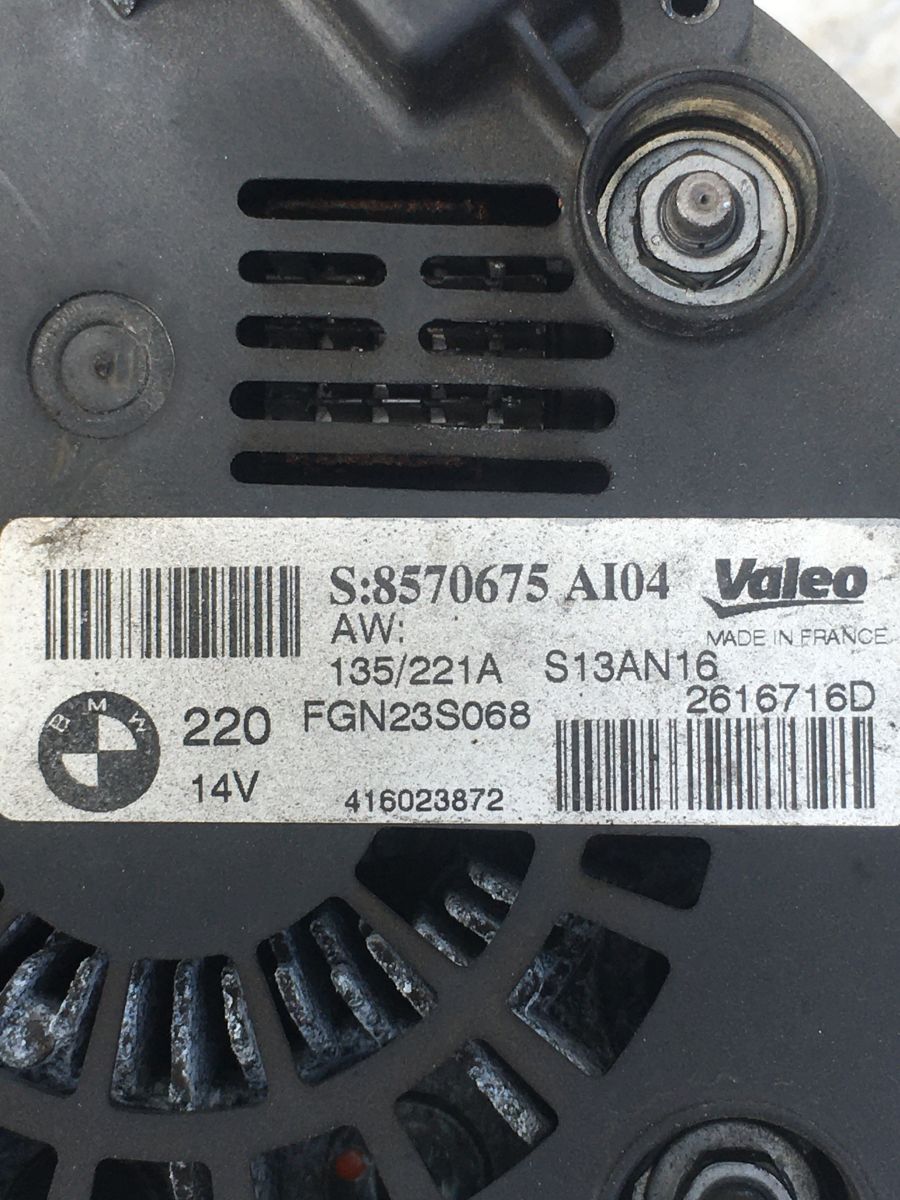 S:8570675 AI04
Valeo
AW:
MADE IN FRANCE
135/221A S13AN16
2616716D
BMW
220 FGN23S068
14V
416023872